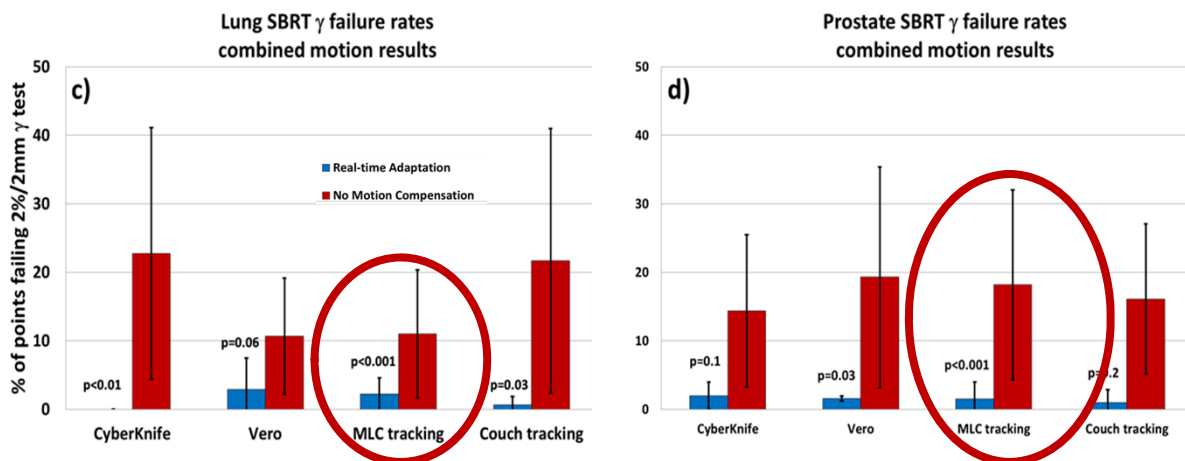 Lung SBRT γ failure rates
combined motion results
% of points failing 2%/2mm γ test
50
40
30
20
10
0
c)
Real-time Adaptation
No Motion Compensation
p<0.01
p=0.06
p<0.001
p=0.03
CyberKnife
Vero
MLC tracking
Couch tracking
Prostate SBRT γ failure rates
combined motion results
50
40
30
20
10
0
d)
p=0.1
p=0.03
p<0.001
CyberKnife
Vero
MLC tracking
Couch tracking